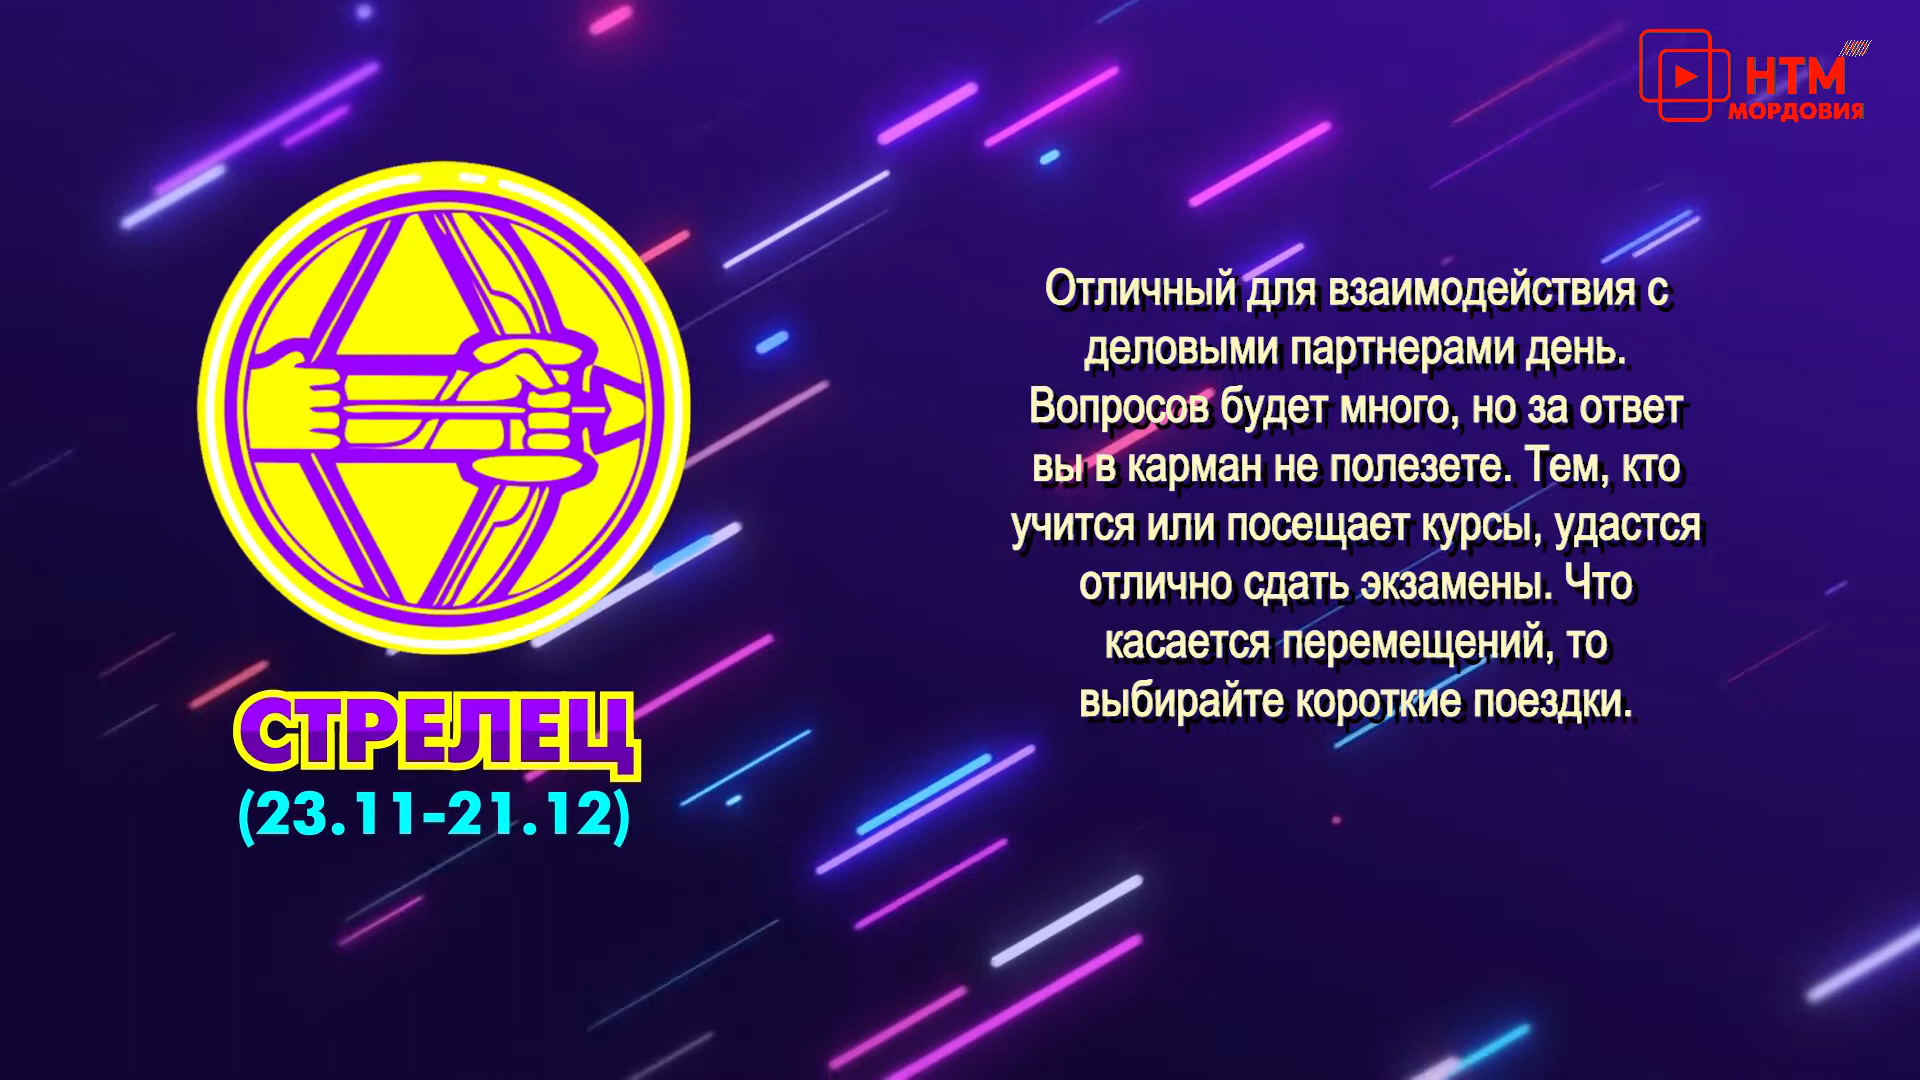 НТМ
МОРДОВИЯ
Отличный для взаимодействия с
деловыми партнерами день.
Вопросов будет много, но за ответ
вы в карман не полезете. Тем, кто
учится или посещает курсы, удастся
отлично сдать экзамены. Что
касается перемещений, то
выбирайте короткие поездки.
СТРЕЛЕЦ
(23.11-21.12)